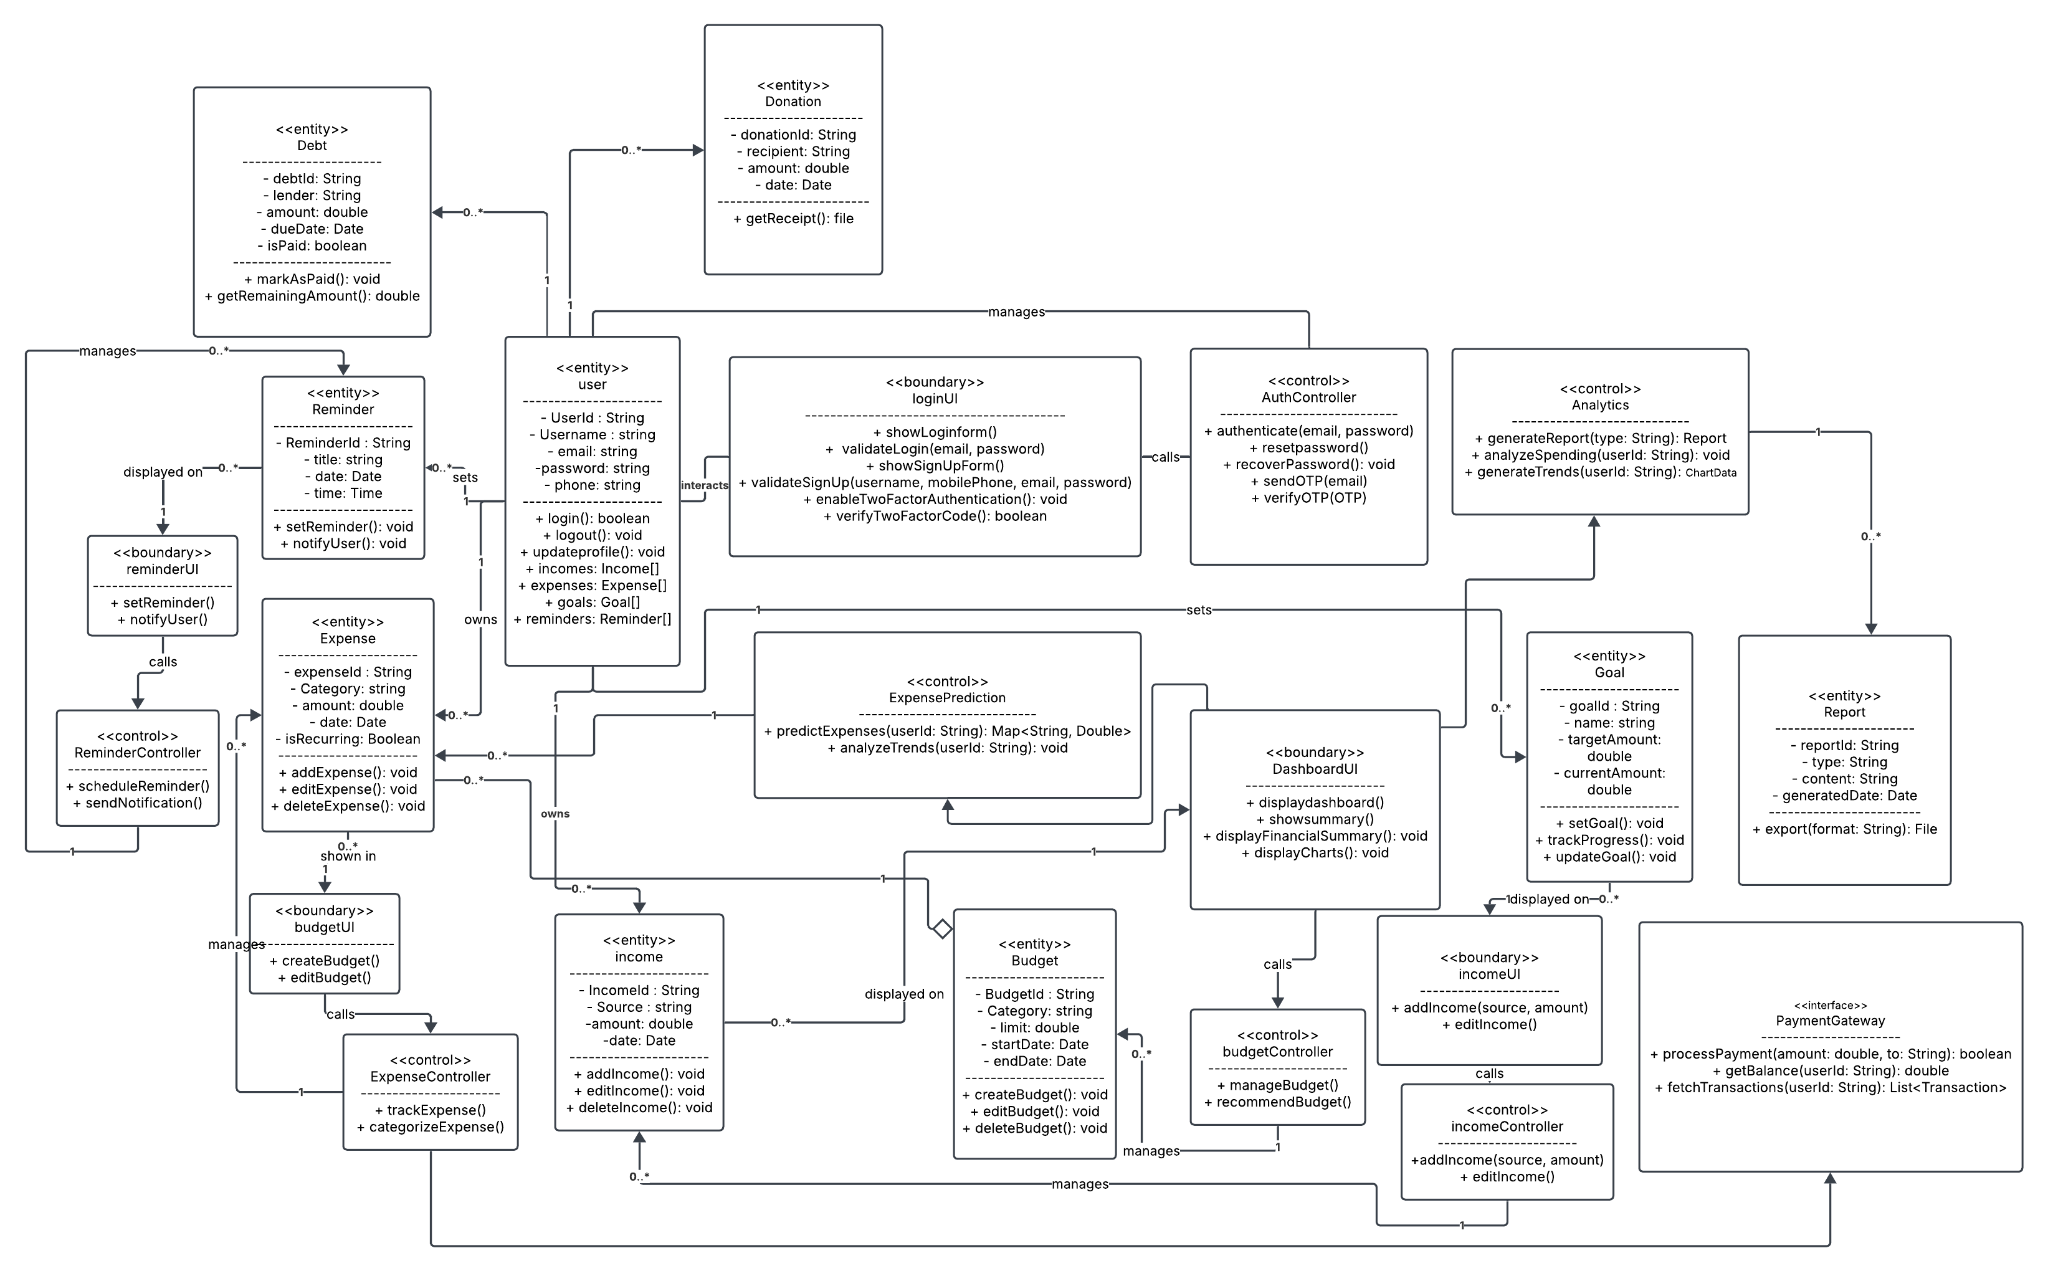 <<entity>>
Donation
- donationId: String
- recipient: String
- amount: double
- date: Date
+ getReceipt(): file
<<entity>>
Debt
- debtId: String
- lender: String
- amount: double
- dueDate: Date
- isPaid: boolean
+ markAsPaid(): void
+ getRemainingAmount(): double
0..*
1
0..*
1
manages
manages
0..*
<<entity>>
Reminder
- ReminderId : String
- title: string
- date: Date
- time: Time
+ setReminder(): void
+ notifyUser(): void
<<entity>>
user
- UserId : String
- Username : string
- email: string
-password: string
- phone: string
+ login(): boolean
+ logout(): void
+ updateprofile(): void
+ incomes: Income[]
+ expenses: Expense[]
+ goals: Goal[]
+ reminders: Reminder[]
<<boundary>>
loginUI
+ showLoginform()
+ validateLogin(email, password)
+ showSignUpForm()
+ validateSignUp(username, mobilePhone, email, password)
+ enableTwoFactorAuthentication(): void
+ verifyTwoFactorCode(): boolean
<<control>>
AuthController
+ authenticate(email, password)
+ resetpassword()
+ recoverPassword(): void
+ sendOTP(email)
+ verifyOTP(OTP)
<<control>>
Analytics
+ generateReport(type: String): Report
+ analyzeSpending(userId: String): void
+ generateTrends(userId: String): ChartData
displayed on
0..*
1
0..*
sets
1
interacts
calls
1
0..*
<<boundary>>
reminderUI
+ setReminder()
+ notifyUser()
calls
<<control>>
ReminderController
+ scheduleReminder()
+ sendNotification()
1
<<entity>>
Expense
- expenseId : String
- Category: string
- amount: double
- date: Date
- isRecurring: Boolean
+ addExpense(): void
+ editExpense(): void
+ deleteExpense(): void
1
owns
0..*
1
sets
0..*
<<control>>
ExpensePrediction
+ predictExpenses(userId: String): Map<String, Double>
+ analyzeTrends(userId: String): void
1
0..*
0..*
1
1
owns
0..*
<<boundary>>
DashboardUI
+ displaydashboard()
+ showsummary()
+ displayFinancialSummary(): void
+ displayCharts(): void
<<entity>>
Goal
- goalId : String
- name: string
- targetAmount:
double
- currentAmount:
double
+ setGoal(): void
+ trackProgress(): void
+ updateGoal(): void
<<entity>>
Report
- reportId: String
- type: String
- content: String
- generatedDate: Date
+ export(format: String): File
0..*
0..*
shown in
1
<<boundary>>
budgetUI
+ createBudget()
+ editBudget()
manages
calls
1
<<control>>
ExpenseController
+ trackExpense()
+ categorizeExpense()
<<entity>>
income
- IncomeId : String
- Source : string
-amount: double
-date: Date
+ addIncome(): void
+ editIncome(): void
+ deleteIncome(): void
0..*
displayed on
1
<<entity>>
Budget
- BudgetId : String
- Category: string
- limit: double
- startDate: Date
- endDate: Date
+ createBudget(): void
+ editBudget(): void
+ deleteBudget(): void
calls
<<control>>
budgetController
+ manageBudget()
+ recommendBudget()
0..*
manages
1
1
displayed on
0..*
<<boundary>>
incomeUI
+ addIncome(source, amount)
+ editIncome()
calls
<<control>>
incomeController
+addIncome(source, amount)
+ editIncome()
0..*
manages
1
<<interface>>
PaymentGateway
+ processPayment(amount: double, to: String): boolean
+ getBalance(userId: String): double
+ fetchTransactions(userId: String): List<Transaction>